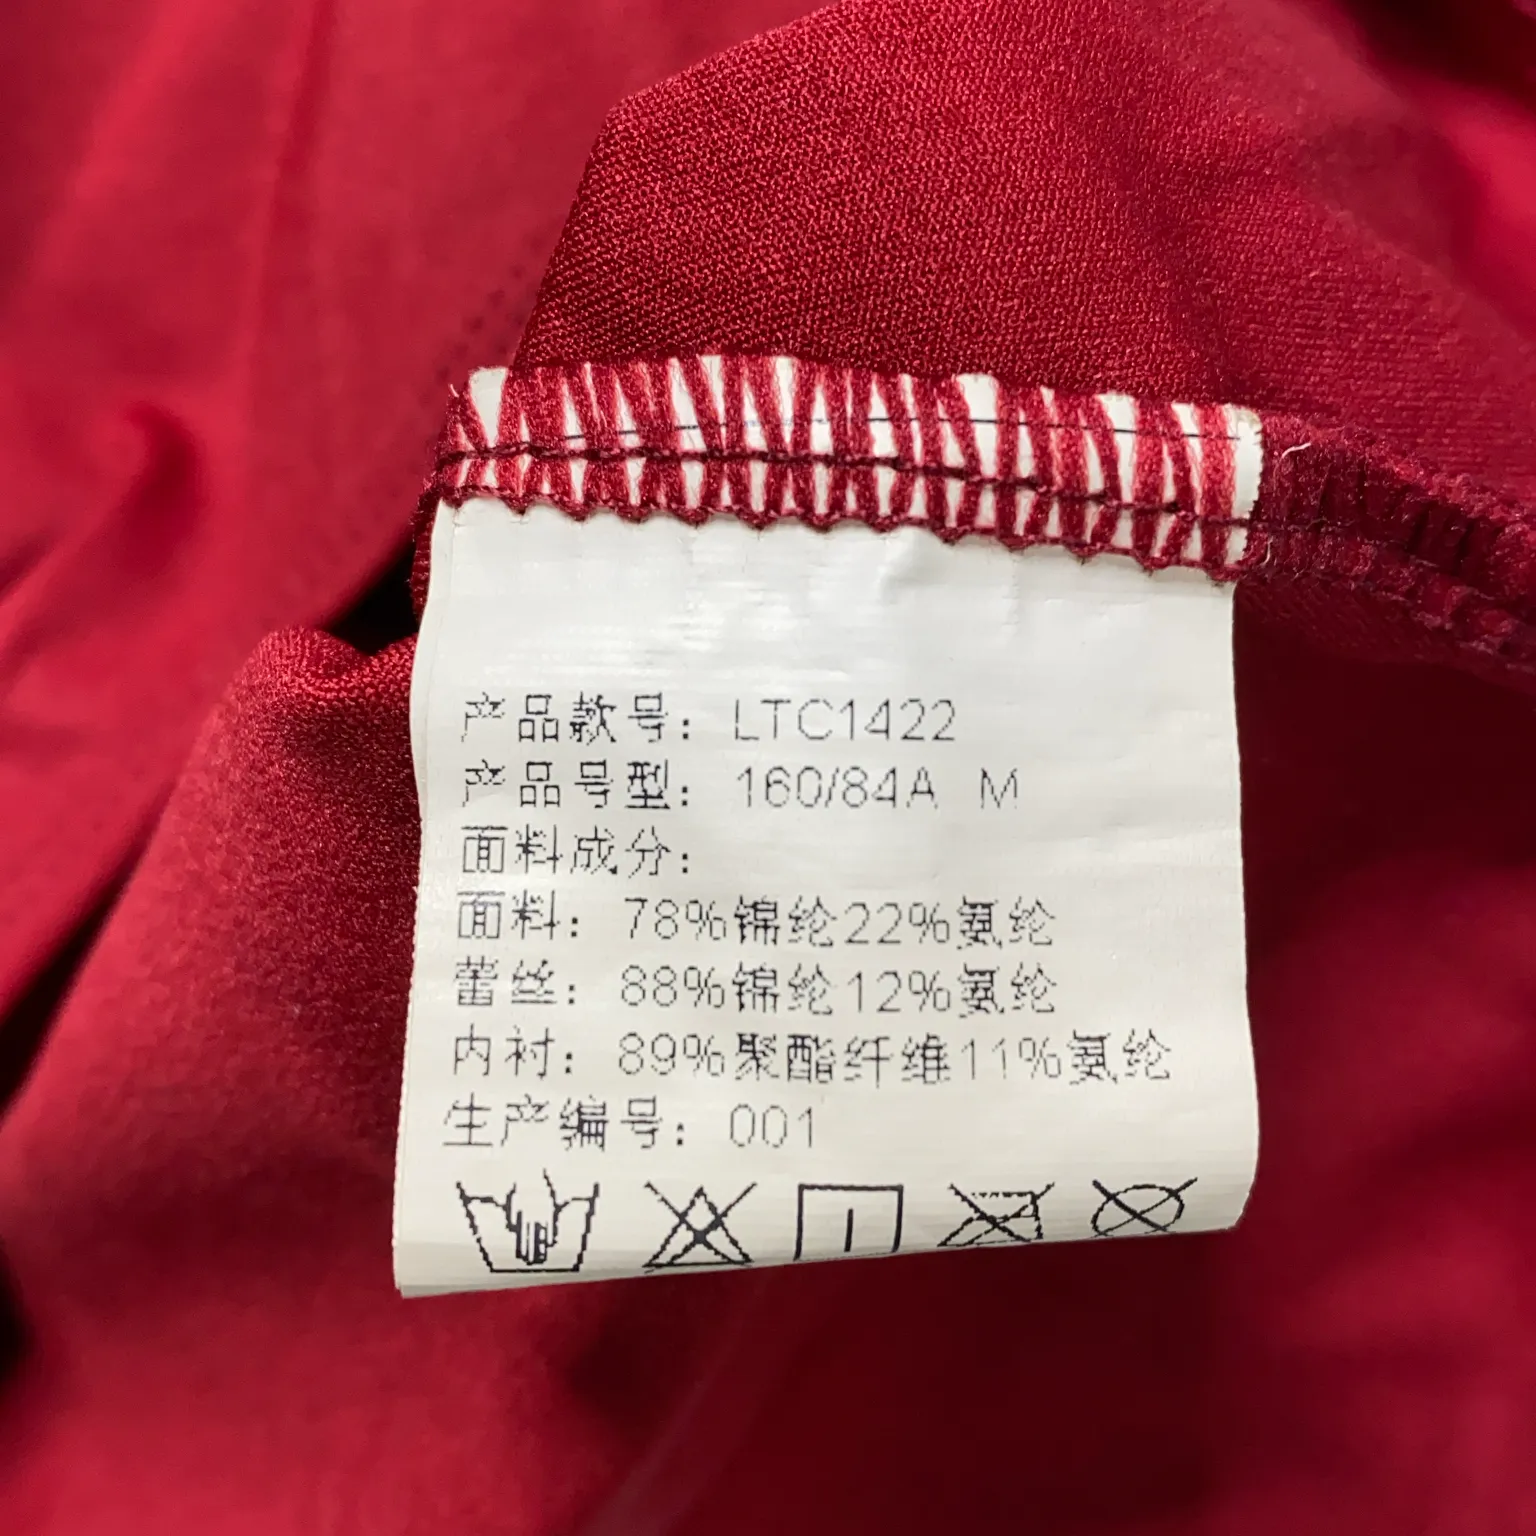 产品款号：LTC1422
产品号型：160/84A M
面料成分：
面料：78%锦纶22%氨纶
蕾丝：88%锦纶12%氨纶
内衬：89%聚酯纤维11%氨纶
生产编号：001